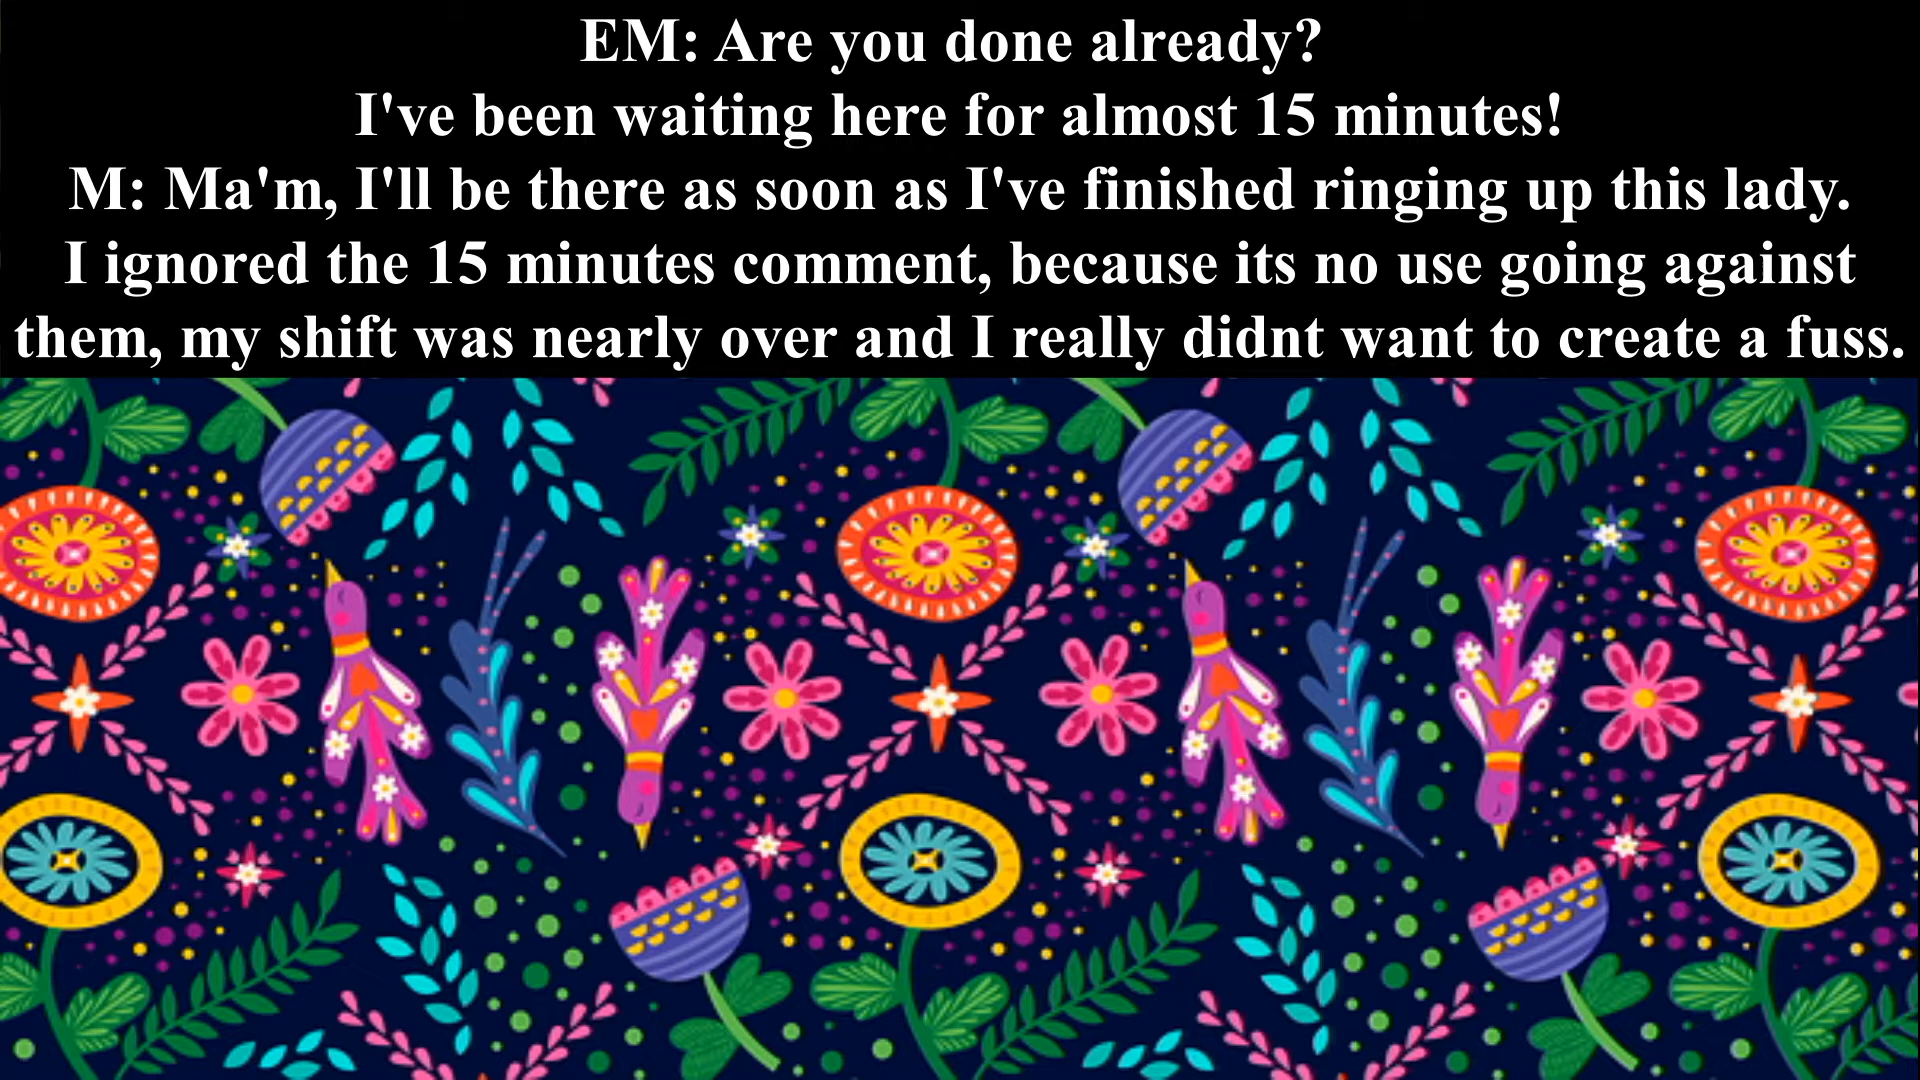 EM: Are you done already?
I've been waiting here for almost 15 minutes!
M: Ma'm, I'll be there as soon as I've finished ringing up this lady.
I ignored the 15 minutes comment, because its no use going against
them, my shift was nearly over and I really didnt want to create a fuss.